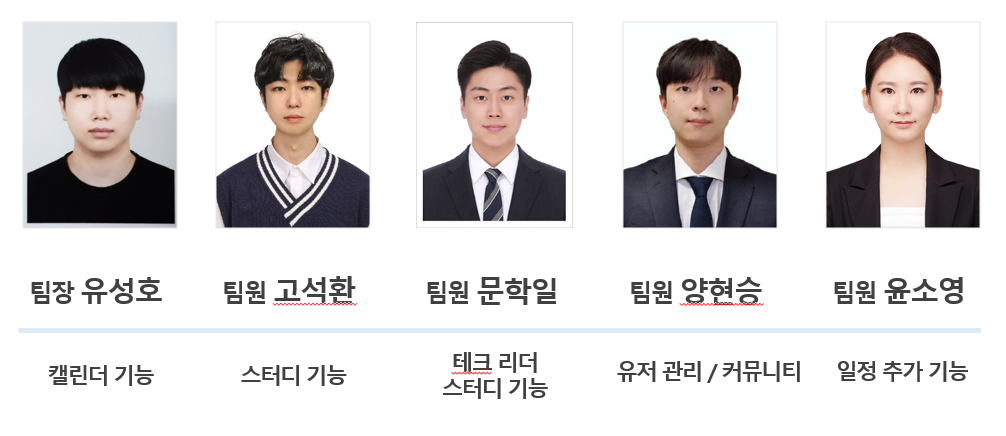 팀장 유성호
팀원 고석환
팀원 문학일
팀원 양현승
팀원 윤소영
캘린더 기능
스터디 기능
테크 리더
스터디 기능
유저 관리 / 커뮤니티
일정 추가 기능